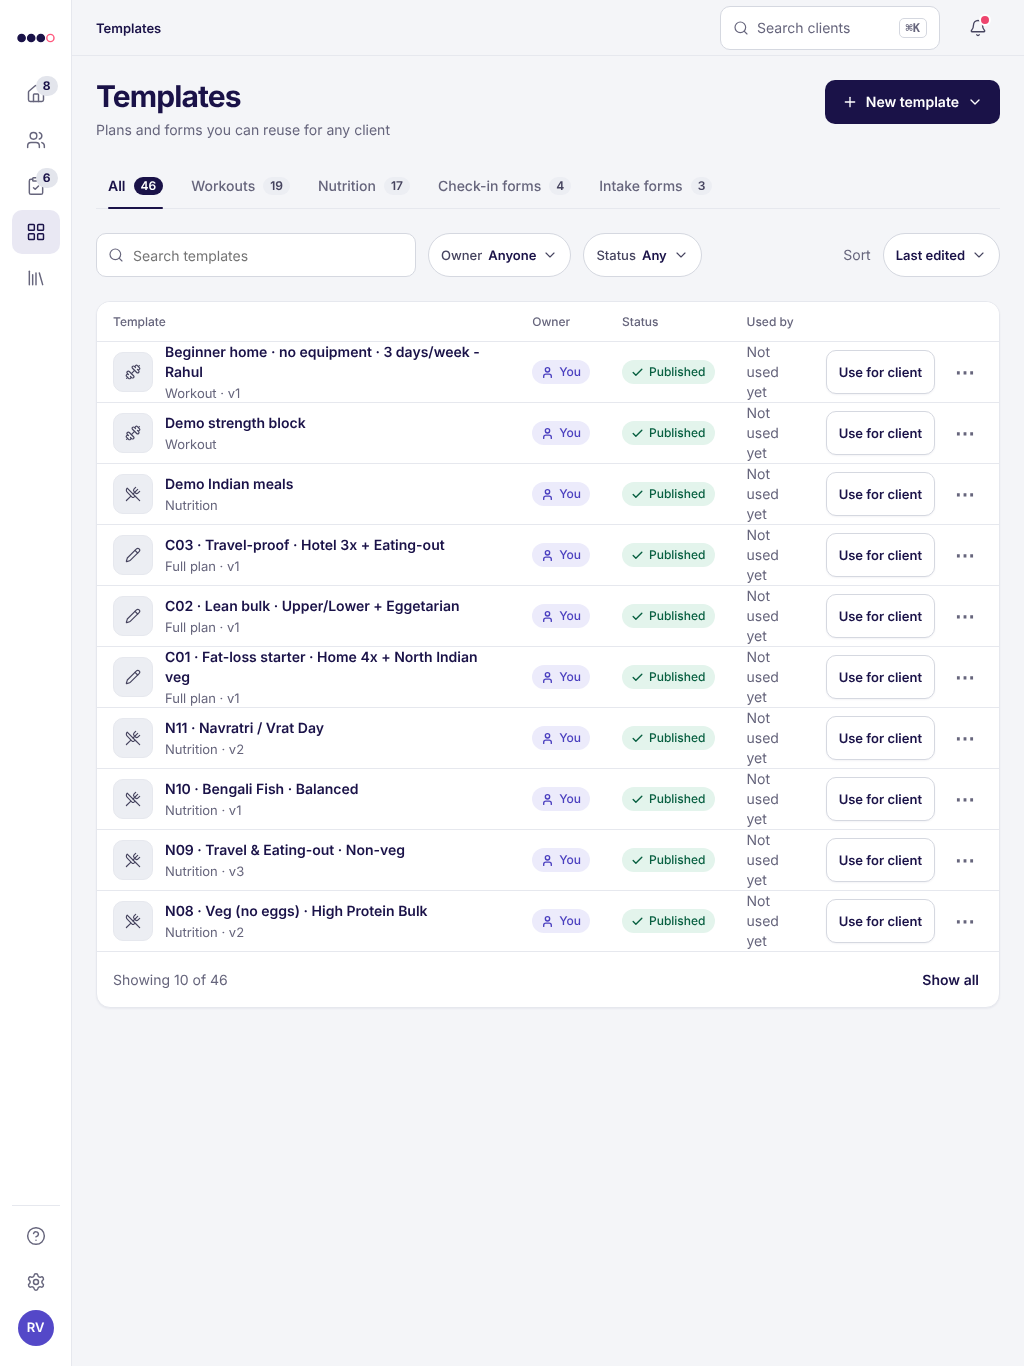 Templates
Search clients
⌘K
8
6
Templates
Plans and forms you can reuse for any client
New template
All 46
Workouts 19
Nutrition 17
Check-in forms 4
Intake forms 3
Search templates
Owner Anyone
Status Any
Sort
Last edited
Template
Owner
Status
Used by
Beginner home · no equipment · 3 days/week -
Rahul
Workout · v1
You
Published
Not
used
yet
Use for client
Demo strength block
Workout
You
Published
Not
used
yet
Use for client
Demo Indian meals
Nutrition
You
Published
Not
used
yet
Use for client
C03 · Travel-proof · Hotel 3x + Eating-out
Full plan · v1
You
Published
Not
used
yet
Use for client
C02 · Lean bulk · Upper/Lower + Eggetarian
Full plan · v1
You
Published
Not
used
yet
Use for client
C01 · Fat-loss starter · Home 4x + North Indian
veg
Full plan · v1
You
Published
Not
used
yet
Use for client
N11 · Navratri / Vrat Day
Nutrition · v2
You
Published
Not
used
yet
Use for client
N10 · Bengali Fish · Balanced
Nutrition · v1
You
Published
Not
used
yet
Use for client
N09 · Travel & Eating-out · Non-veg
Nutrition · v3
You
Published
Not
used
yet
Use for client
N08 · Veg (no eggs) · High Protein Bulk
Nutrition · v2
You
Published
Not
used
yet
Use for client
Showing 10 of 46
Show all
RV